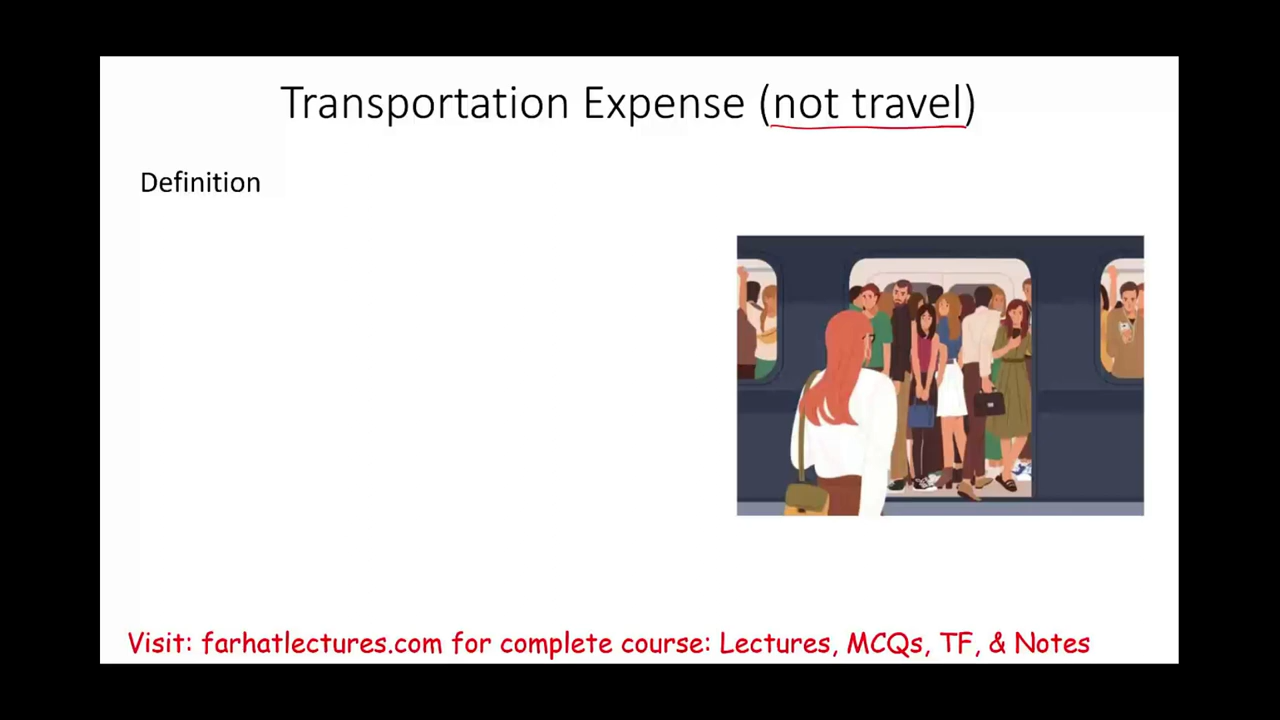 Transportation Expense (not travel)
Definition
Visit: farhatlectures.com for complete course: Lectures, MCQs, TF, & Notes